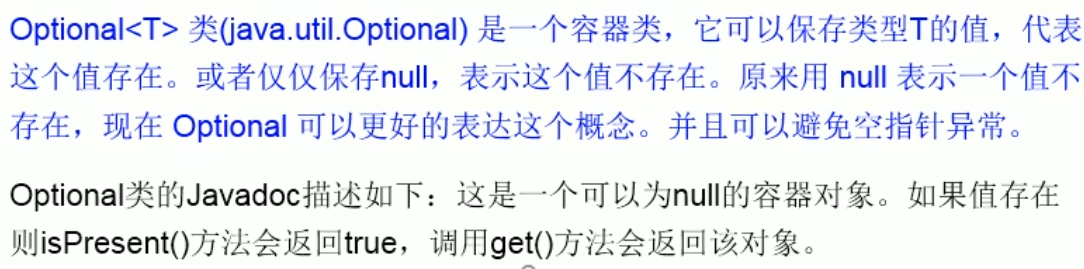 Optional<T> 类(java.util.Optional) 是一个容器类，它可以保存类型T的值，代表
这个值存在。或者仅仅保存null，表示这个值不存在。原来用 null 表示一个值不
存在，现在 Optional 可以更好的表达这个概念。并且可以避免空指针异常。
Optional类的Javadoc描述如下：这是一个可以为null的容器对象。如果值存在
则isPresent()方法会返回true，调用get()方法会返回该对象。